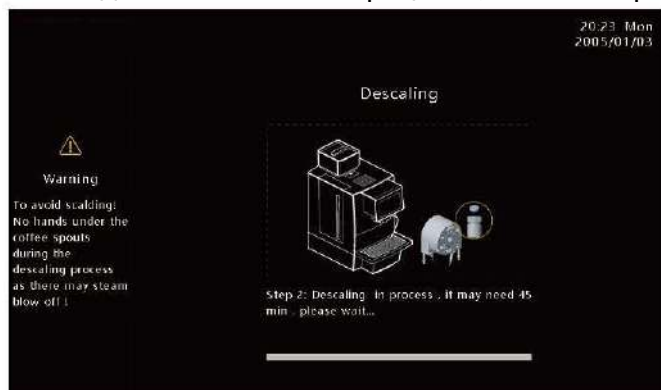 20:23 Mon
2005/01/03
Descaling
Warning
To avoid scalding!
No hands under the
coffee spouts
during the
descaling process
as there may steam
blow off !
Step 2: Descaling in process , it may need 45
min , please wait...